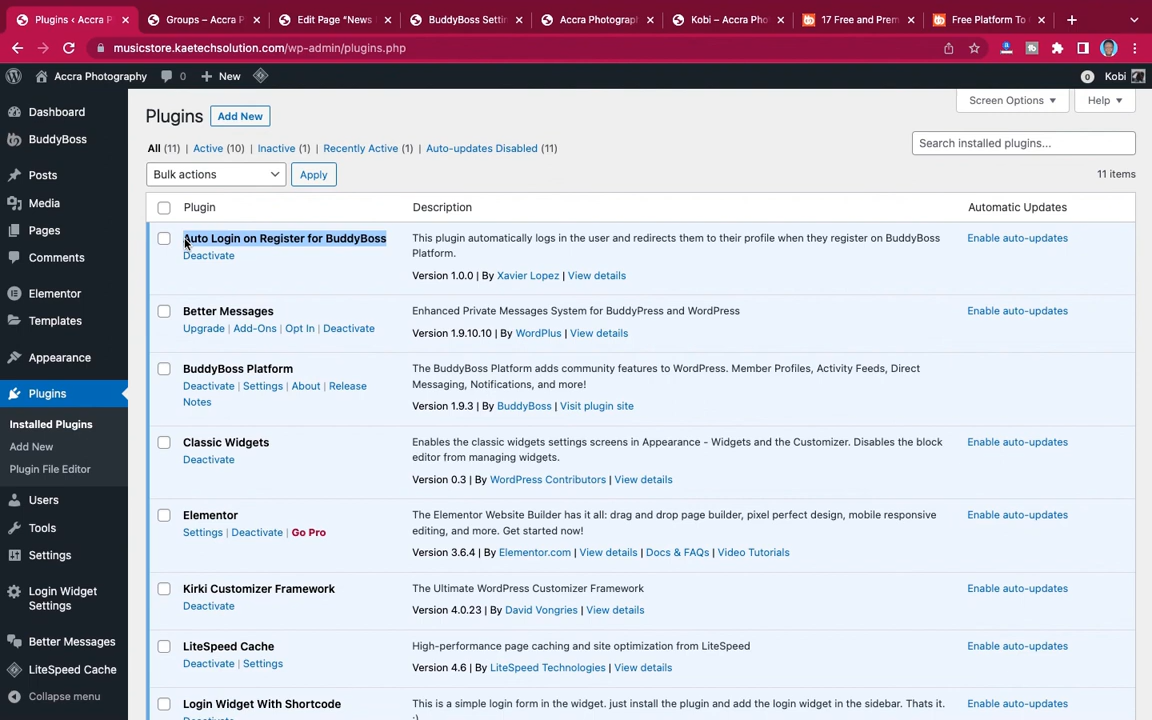 Plugins ‹ Accra P
Groups – Accra P
Edit Page "News
BuddyBoss Settin
Accra Photograp
Kobi – Accra Pho
17 Free and Prem
Free Platform To
musicstore.kaetechsolution.com/wp-admin/plugins.php
Accra Photography 0 New 0 Kobi
Dashboard
BuddyBoss
Posts
Media
Pages
Comments
Elementor
Templates
Appearance
Plugins
Installed Plugins
Add New
Plugin File Editor
Users
Tools
Settings
Login Widget
Settings
Better Messages
LiteSpeed Cache
Collapse menu
Screen Options Help
Plugins Add New
All (11) | Active (10) | Inactive (1) | Recently Active (1) | Auto-updates Disabled (11)
Search installed plugins...
Bulk actions Apply 11 items
Plugin Description Automatic Updates
Auto Login on Register for BuddyBoss
Deactivate
This plugin automatically logs in the user and redirects them to their profile when they register on BuddyBoss
Platform.
Version 1.0.0 | By Xavier Lopez | View details
Enable auto-updates
Better Messages
Upgrade | Add-Ons | Opt In | Deactivate
Enhanced Private Messages System for BuddyPress and WordPress
Version 1.9.10.10 | By WordPlus | View details
Enable auto-updates
BuddyBoss Platform
Deactivate | Settings | About | Release
Notes
The BuddyBoss Platform adds community features to WordPress. Member Profiles, Activity Feeds, Direct
Messaging, Notifications, and more!
Version 1.9.3 | By BuddyBoss | Visit plugin site
Classic Widgets
Deactivate
Enables the classic widgets settings screens in Appearance - Widgets and the Customizer. Disables the block
editor from managing widgets.
Version 0.3 | By WordPress Contributors | View details
Enable auto-updates
Elementor
Settings | Deactivate | Go Pro
The Elementor Website Builder has it all: drag and drop page builder, pixel perfect design, mobile responsive
editing, and more. Get started now!
Version 3.6.4 | By Elementor.com | View details | Docs & FAQs | Video Tutorials
Enable auto-updates
Kirki Customizer Framework
Deactivate
The Ultimate WordPress Customizer Framework
Version 4.0.23 | By David Vongries | View details
Enable auto-updates
LiteSpeed Cache
Deactivate | Settings
High-performance page caching and site optimization from LiteSpeed
Version 4.6 | By LiteSpeed Technologies | View details
Enable auto-updates
Login Widget With Shortcode
This is a simple login form in the widget. just install the plugin and add the login widget in the sidebar. Thats it.
:)
Enable auto-updates